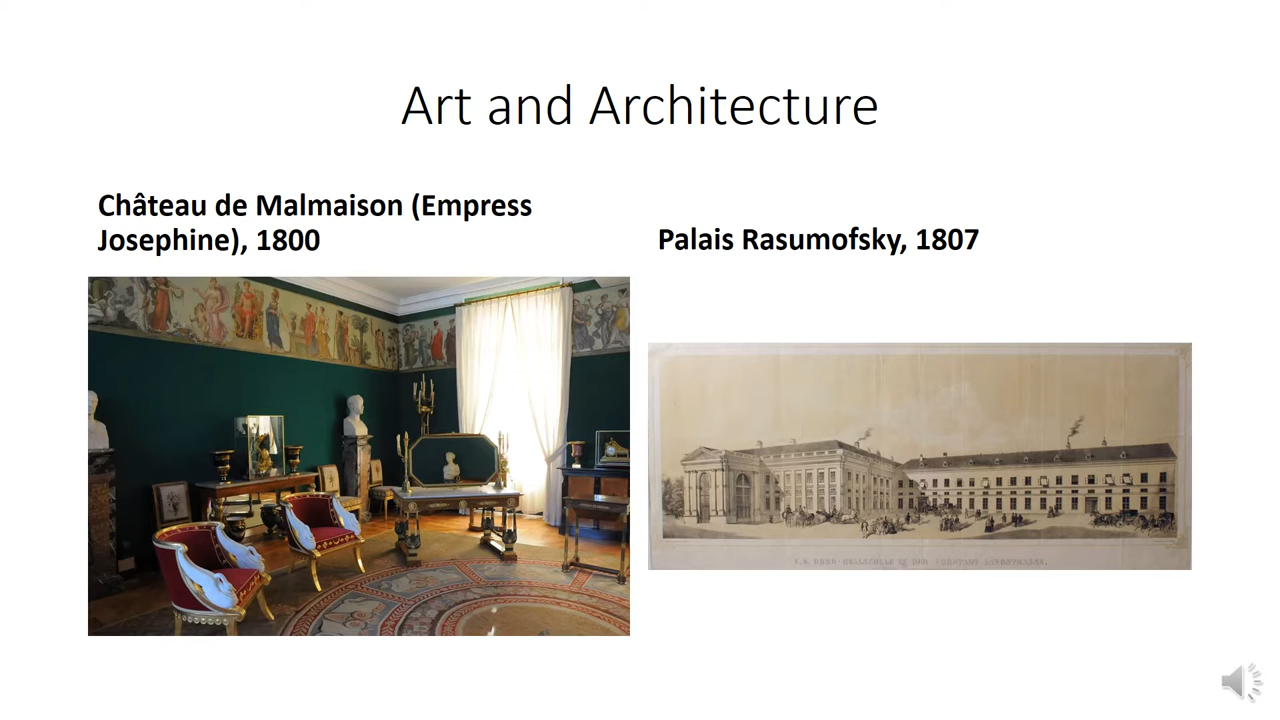 Art and Architecture
Château de Malmaison (Empress
Josephine), 1800
Palais Rasumofsky, 1807